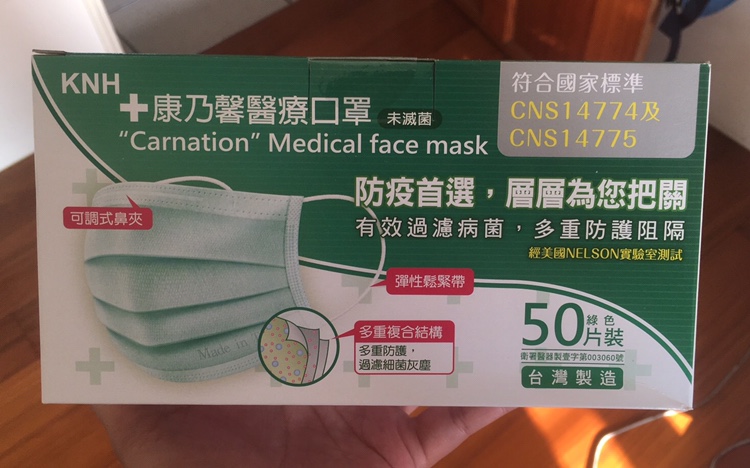 KNH
康乃馨醫療口罩 未滅菌
"Carnation" Medical face mask
符合國家標準
CNS14774及
CNS14775
防疫首選，層層為您把關
有效過濾病菌，多重防護阻隔
經美國NELSON實驗室測試
可調式鼻夾
彈性鬆緊帶
Made in
多重複合結構
多重防護，
過濾細菌灰塵
50綠色片裝
衛署醫器製壹字第003060號
台灣製造